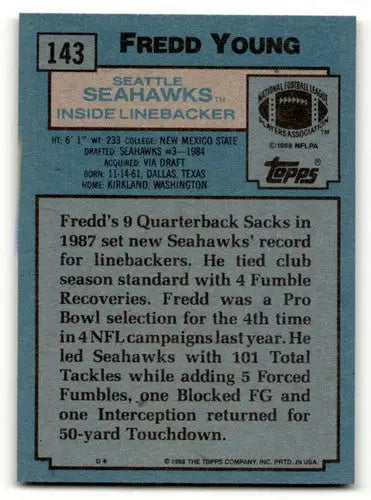 143
FREDD YOUNG
SEATTLE
SEAHAWKS™
INSIDE LINEBACKER
NATIONAL FOOTBALL LEAGUE
PLAYERS ASSOCIATION
©1988 NFLPA
Topps®
HT: 6' 1" WT: 233 COLLEGE: NEW MEXICO STATE
DRAFTED: SEAHAWKS #3—1984
ACQUIRED: VIA DRAFT
BORN: 11-14-61, DALLAS, TEXAS
HOME: KIRKLAND, WASHINGTON
Fredd's 9 Quarterback Sacks in
1987 set new Seahawks' record
for linebackers. He tied club
season standard with 4 Fumble
Recoveries. Fredd was a Pro
Bowl selection for the 4th time
in 4 NFL campaigns last year. He
led Seahawks with 101 Total
Tackles while adding 5 Forced
Fumbles, one Blocked FG and
one Interception returned for
50-yard Touchdown.
D*
©1988 THE TOPPS COMPANY, INC. PRTD. IN USA.